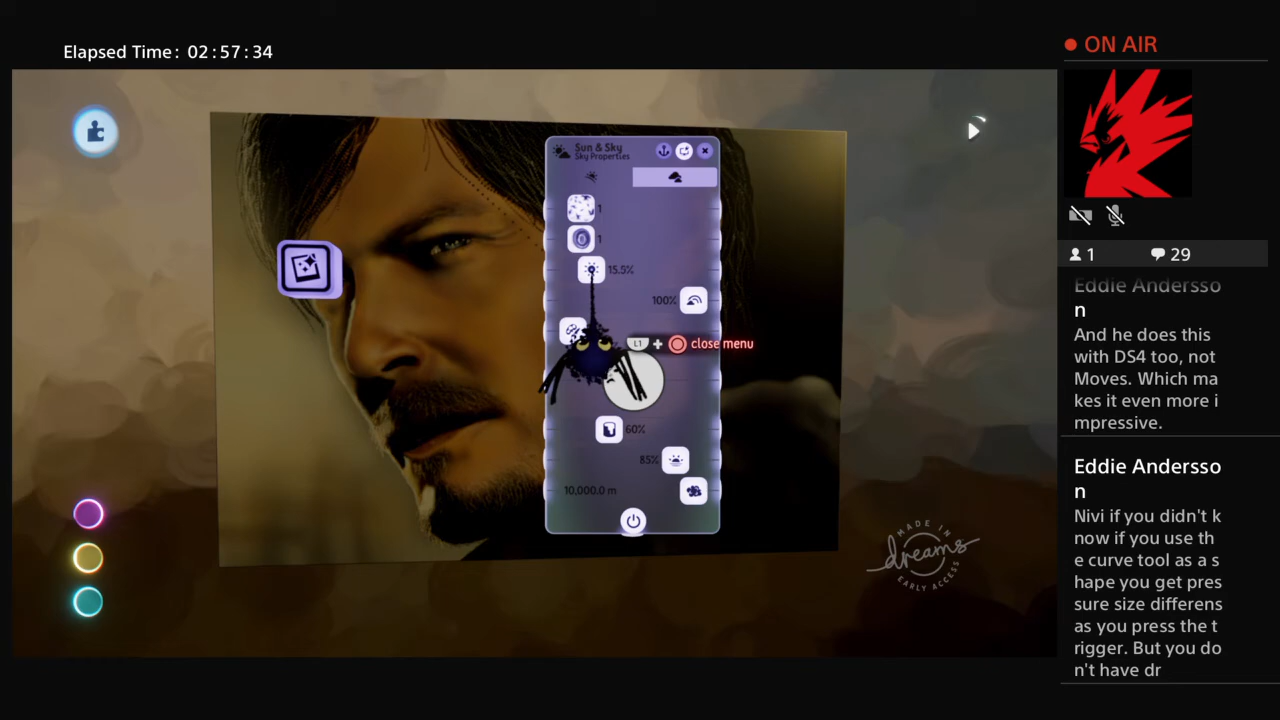 Elapsed Time: 02:57:34
ON AIR
1 29
Eddie Andersso
n
And he does this
with DS4 too, not
Moves. Which ma
kes it even more i
mpressive.
Eddie Andersso
n
Nivi if you didn't k
now if you use th
e curve tool as a s
hape you get pres
sure size differens
as you press the t
rigger. But you do
n't have dr
Sun & Sky
Sky Properties
1
1
15.5%
100%
L1 + close menu
60%
85%
10,000.0 m
MADE IN
dreams
EARLY ACCESS